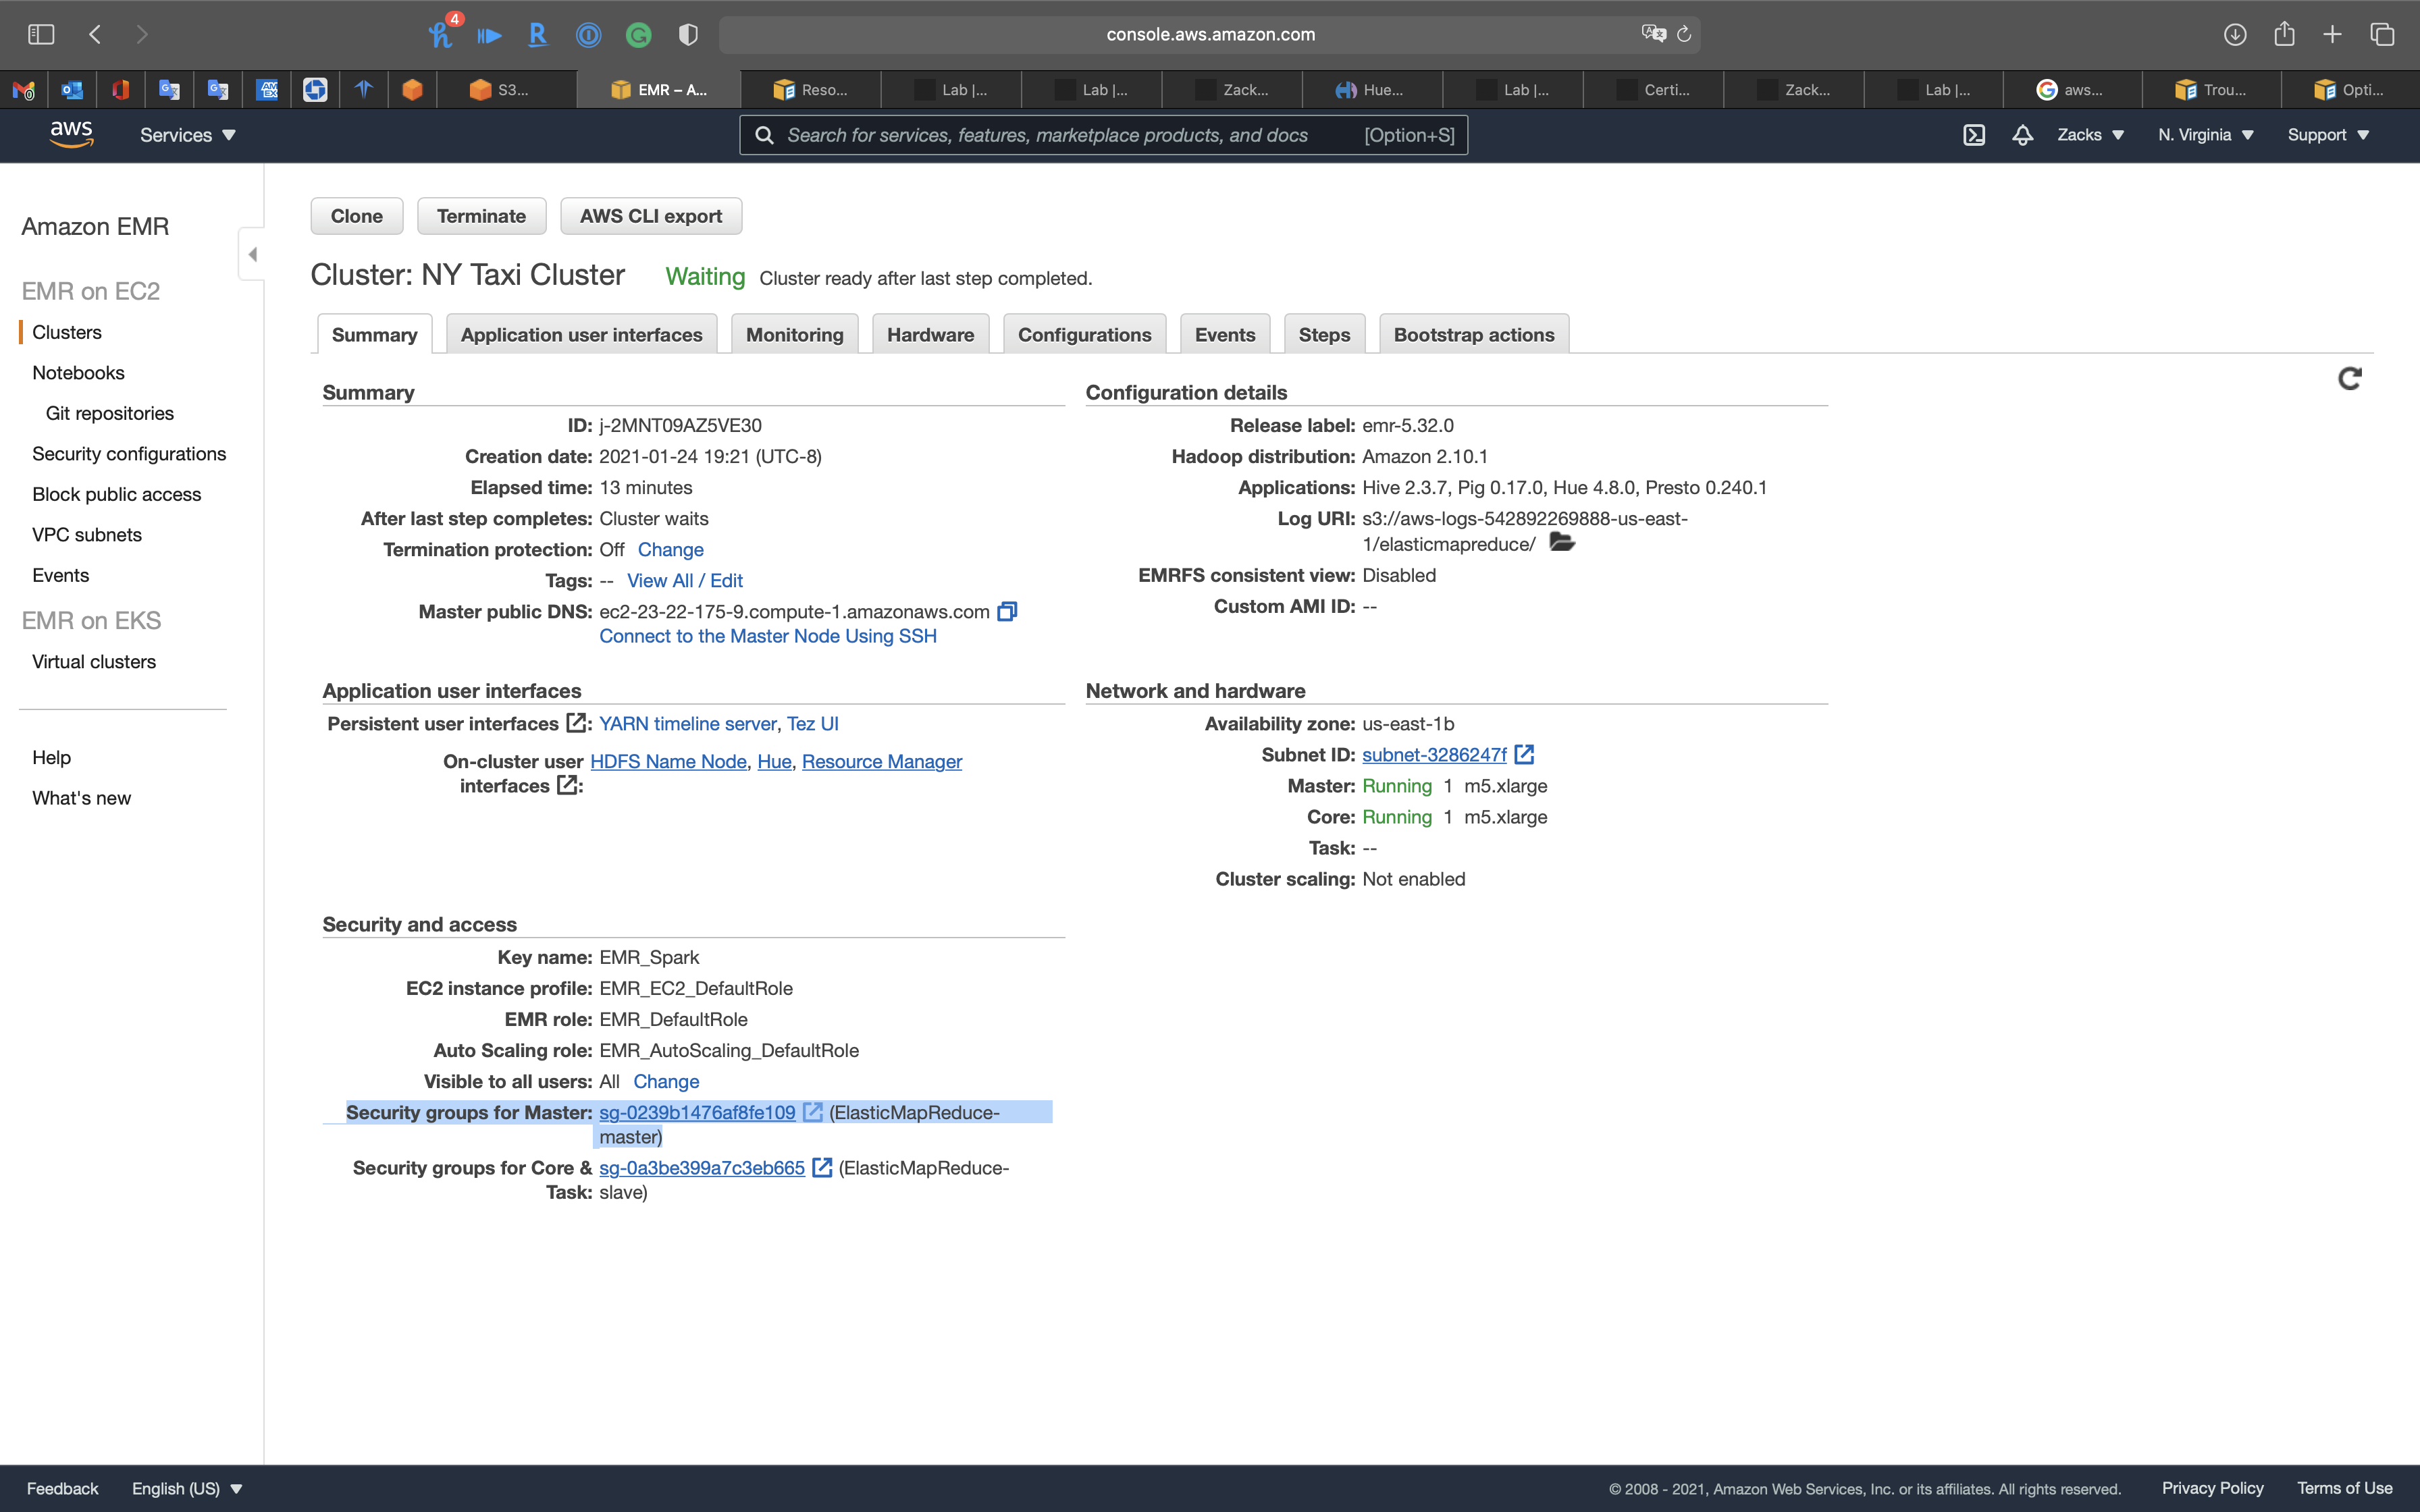 4
console.aws.amazon.com
S3...
EMR – A...
Reso...
Lab |...
Lab |...
Zack...
Hue...
Lab |...
Certi...
Zack...
Lab |...
aws...
Trou...
Opti...
aws
Services
Search for services, features, marketplace products, and docs [Option+S]
Zacks
N. Virginia
Support
Amazon EMR
EMR on EC2
Clusters
Notebooks
Git repositories
Security configurations
Block public access
VPC subnets
Events
EMR on EKS
Virtual clusters
Help
What's new
Clone
Terminate
AWS CLI export
Cluster: NY Taxi Cluster Waiting Cluster ready after last step completed.
Summary
Application user interfaces
Monitoring
Hardware
Configurations
Events
Steps
Bootstrap actions
Summary
ID: j-2MNT09AZ5VE30
Creation date: 2021-01-24 19:21 (UTC-8)
Elapsed time: 13 minutes
After last step completes: Cluster waits
Termination protection: Off Change
Tags: -- View All / Edit
Master public DNS: ec2-23-22-175-9.compute-1.amazonaws.com
Connect to the Master Node Using SSH
Configuration details
Release label: emr-5.32.0
Hadoop distribution: Amazon 2.10.1
Applications: Hive 2.3.7, Pig 0.17.0, Hue 4.8.0, Presto 0.240.1
Log URI: s3://aws-logs-542892269888-us-east-
1/elasticmapreduce/
EMRFS consistent view: Disabled
Custom AMI ID: --
Application user interfaces
Persistent user interfaces : YARN timeline server, Tez UI
On-cluster user HDFS Name Node, Hue, Resource Manager
interfaces :
Network and hardware
Availability zone: us-east-1b
Subnet ID: subnet-3286247f
Master: Running 1 m5.xlarge
Core: Running 1 m5.xlarge
Task: --
Cluster scaling: Not enabled
Security and access
Key name: EMR_Spark
EC2 instance profile: EMR_EC2_DefaultRole
EMR role: EMR_DefaultRole
Auto Scaling role: EMR_AutoScaling_DefaultRole
Visible to all users: All Change
Security groups for Master: sg-0239b1476af8fe109 (ElasticMapReduce-
master)
Security groups for Core & sg-0a3be399a7c3eb665 (ElasticMapReduce-
Task: slave)
Feedback
English (US)
© 2008 - 2021, Amazon Web Services, Inc. or its affiliates. All rights reserved.
Privacy Policy
Terms of Use